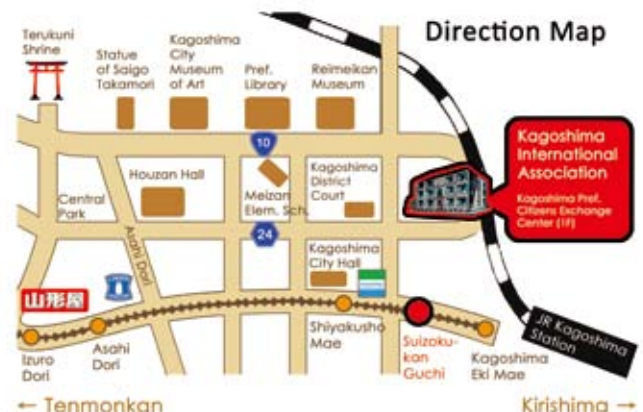 Direction Map
Terukuni
Shrine
Statue
of Saigo
Takamori
Kagoshima
City
Museum
of Art
Pref.
Library
Reimeikan
Museum
10
Kagoshima
International
Association
Kagoshima Pref.
Citizens Exchange
Center (1F)
Houzan Hall
Meizan
Elem. Sch.
Kagoshima
District
Court
Central
Park
Asahi Dori
24
Kagoshima
City Hall
山形屋
Izuro
Dori
Asahi
Dori
Shiyakusho
Mae
Suizoku-
kan
Guchi
Kagoshima
Eki Mae
JR Kagoshima
Station
← Tenmonkan
Kirishima →